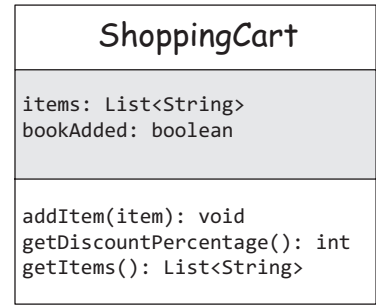 ShoppingCart
items: List<String>
bookAdded: boolean
addItem(item): void
getDiscountPercentage(): int
getItems(): List<String>